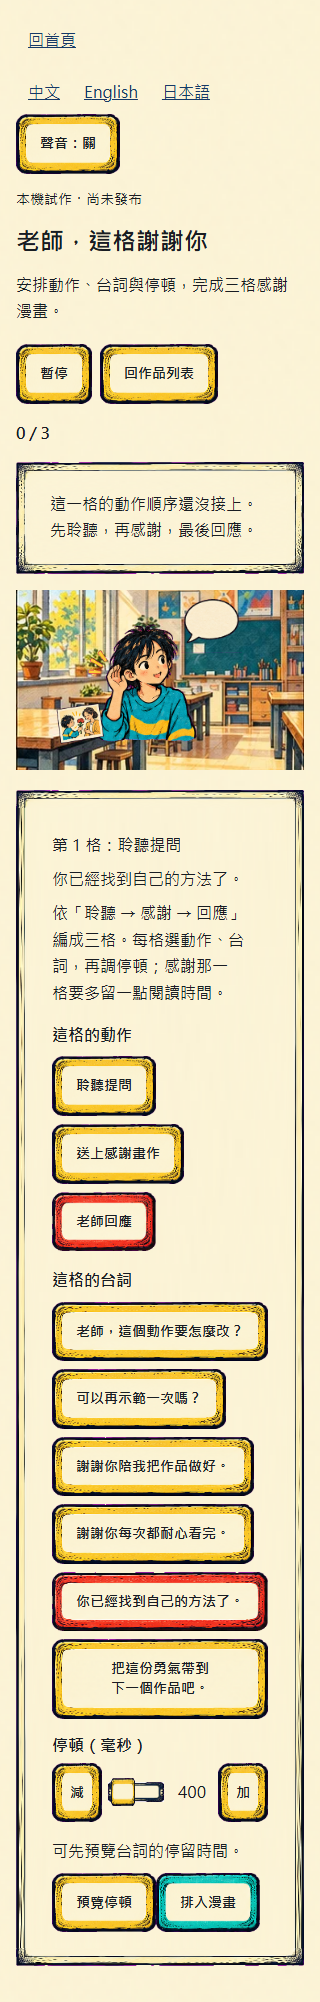 回首頁
中文 English 日本語
聲音：關
本機試作・尚未發布
老師，這格謝謝你
安排動作、台詞與停頓，完成三格感謝
漫畫。
暫停 回作品列表
0 / 3
這一格的動作順序還沒接上。
先聆聽，再感謝，最後回應。
第 1 格：聆聽提問
你已經找到自己的方法了。
依「聆聽 → 感謝 → 回應」
編成三格。每格選動作、台
詞，再調停頓；感謝那一
格要多留一點閱讀時間。
這格的動作
聆聽提問
送上感謝畫作
老師回應
這格的台詞
老師，這個動作要怎麼改？
可以再示範一次嗎？
謝謝你陪我把作品做好。
謝謝你每次都耐心看完。
你已經找到自己的方法了。
把這份勇氣帶到
下一個作品吧。
停頓（毫秒）
減 400 加
可先預覽台詞的停留時間。
預覽停頓 排入漫畫